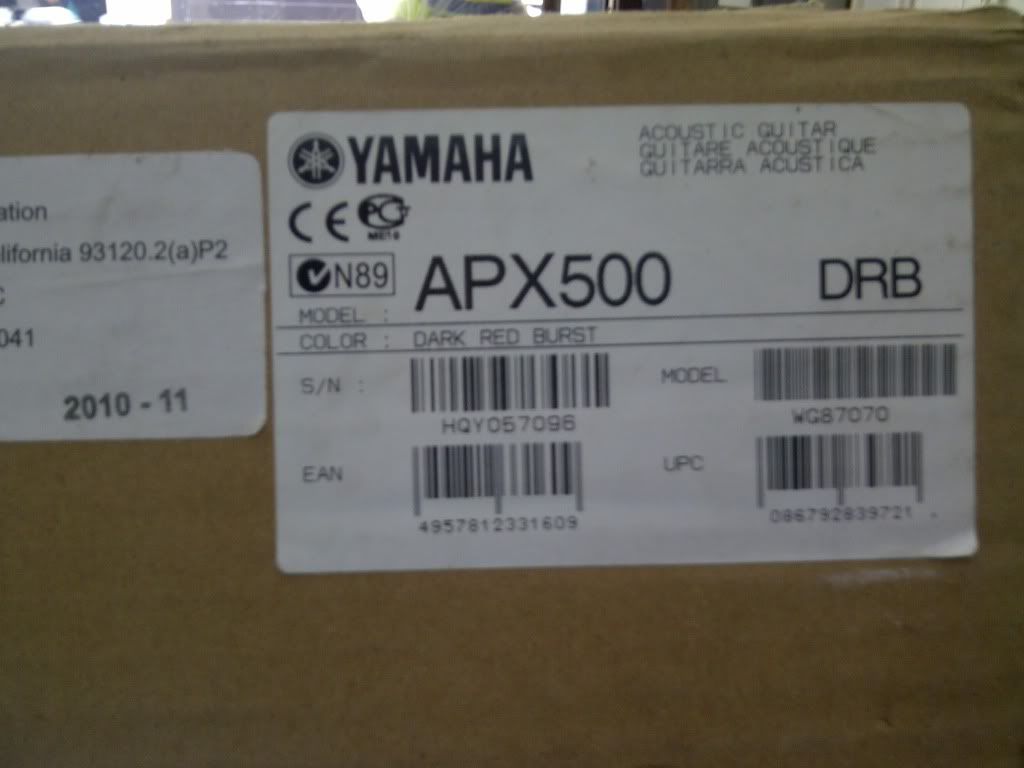 ation
lifornia 93120.2(a)P2
C
041
2010 - 11
YAMAHA
ACOUSTIC GUITAR
GUITARE ACOUSTIQUE
GUITARRA ACUSTICA
CE
N89
APX500 DRB
MODEL :
COLOR : DARK RED BURST
S/N :
HQY057096
MODEL
WG87070
EAN
4957812331609
UPC
086792839721